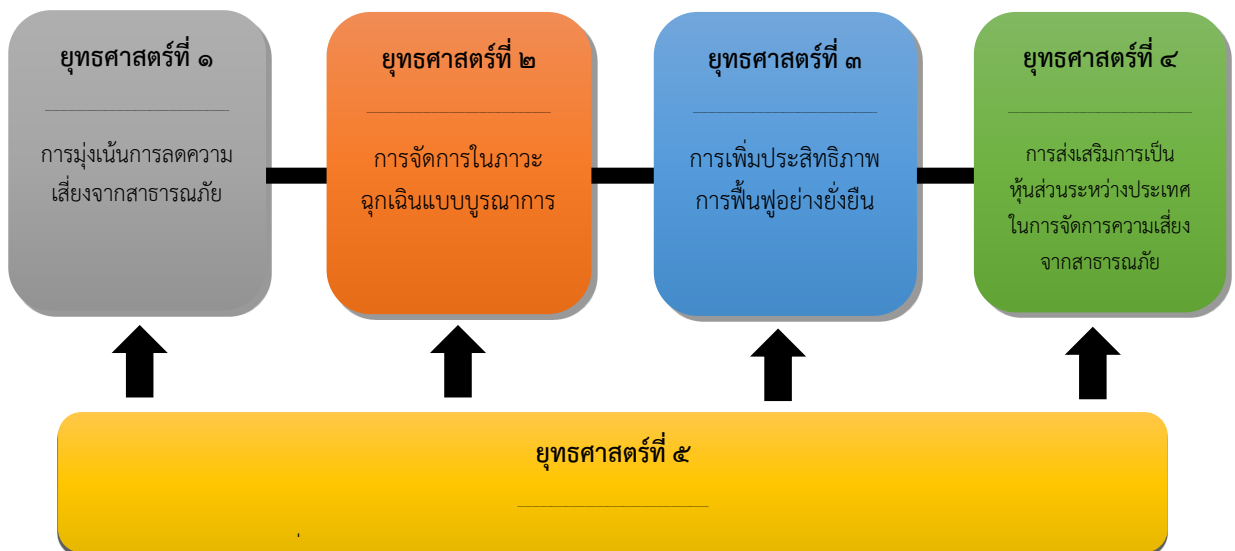 ยุทธศาสตร์ที่ ๑
การมุ่งเน้นการลดความ
เสี่ยงจากสาธารณภัย
ยุทธศาสตร์ที่ ๒
การจัดการในภาวะ
ฉุกเฉินแบบบูรณาการ
ยุทธศาสตร์ที่ ๓
การเพิ่มประสิทธิภาพ
การฟื้นฟูอย่างยั่งยืน
ยุทธศาสตร์ที่ ๔
การส่งเสริมการเป็น
หุ้นส่วนระหว่างประเทศ
ในการจัดการความเสี่ยง
จากสาธารณภัย
ยุทธศาสตร์ที่ ๕